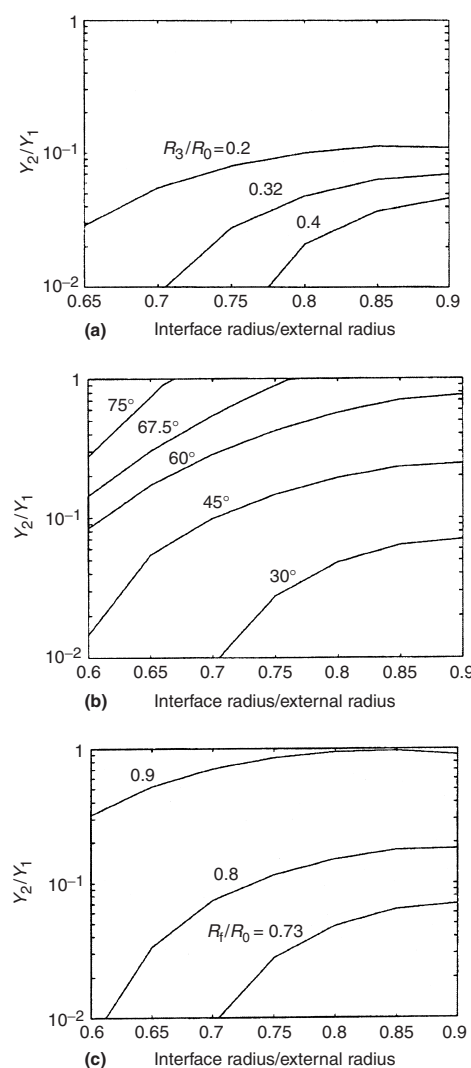 1
Y₂/Y₁
10⁻¹
10⁻²
R₃/R₀ = 0.2
0.32
0.4
0.65 0.7 0.75 0.8 0.85 0.9
(a) Interface radius/external radius
1
Y₂/Y₁
10⁻¹
10⁻²
75°
67.5°
60°
45°
30°
0.6 0.65 0.7 0.75 0.8 0.85 0.9
(b) Interface radius/external radius
1
Y₂/Y₁
10⁻¹
10⁻²
0.9
0.8
R_f/R₀ = 0.73
0.6 0.65 0.7 0.75 0.8 0.85 0.9
(c) Interface radius/external radius